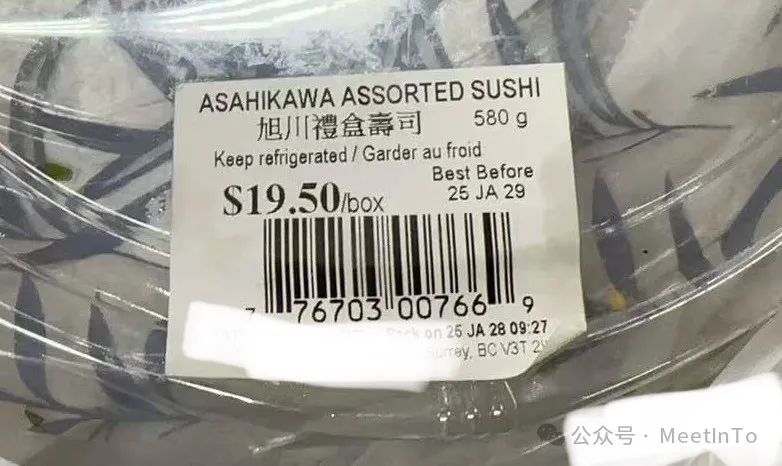 ASAHIKAWA ASSORTED SUSHI
旭川禮盒壽司 580 g
Keep refrigerated / Garder au froid
Best Before
$19.50/box 25 JA 29
7 76703 00766 9
on 25 JA 28 09:27
BC V3T
公众号 · MeetInTo